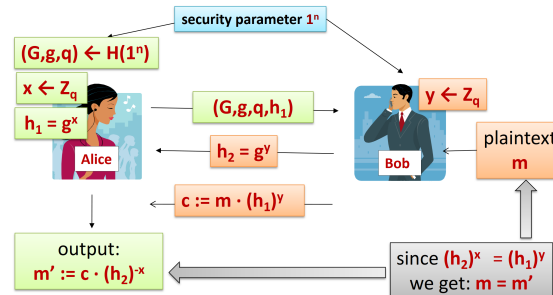 security parameter 1ⁿ
(G,g,q) ← H(1ⁿ)
x ← Z_q
h₁ = gˣ
Alice
(G,g,q,h₁)
y ← Z_q
h₂ = gʸ
Bob
plaintext
m
c := m · (h₁)ʸ
output:
m’ := c · (h₂)⁻ˣ
since (h₂)ˣ = (h₁)ʸ
we get: m = m’